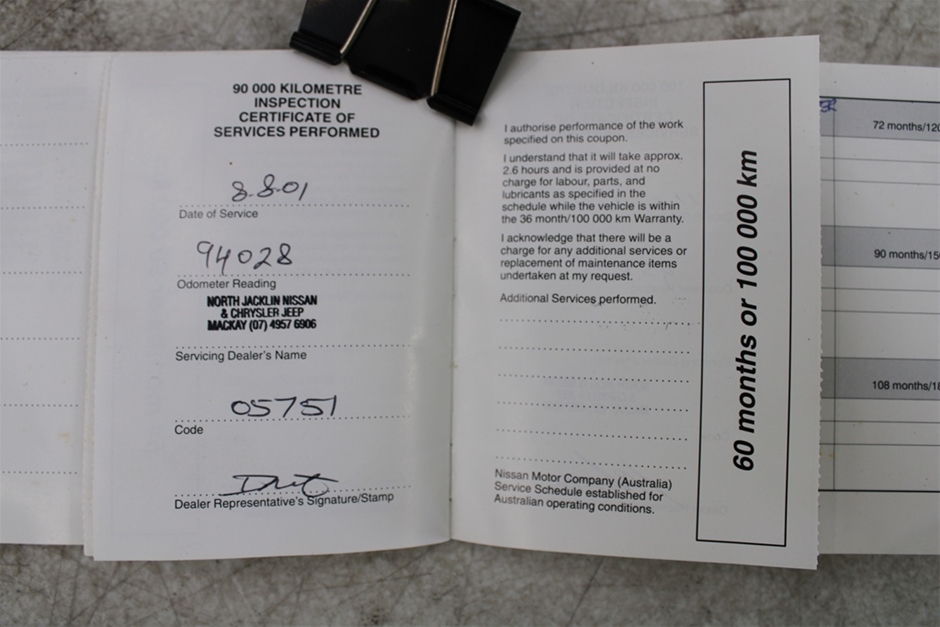 90 000 KILOMETRE
INSPECTION
CERTIFICATE OF
SERVICES PERFORMED
8-8-01
Date of Service
94028
Odometer Reading
NORTH JACKLIN NISSAN
& CHRYSLER JEEP
MACKAY (07) 4957 6906
Servicing Dealer's Name
05751
Code
Dealer Representative's Signature/Stamp
I authorise performance of the work
specified on this coupon.
I understand that it will take approx.
2.6 hours and is provided at no
charge for labour, parts, and
lubricants as specified in the
schedule while the vehicle is within
the 36 month/100 000 km Warranty.
I acknowledge that there will be a
charge for any additional services or
replacement of maintenance items
undertaken at my request.
Additional Services performed.
Nissan Motor Company (Australia)
Service Schedule established for
Australian operating conditions.
60 months or 100 000 km
72 months/120
90 months/15
108 months/18